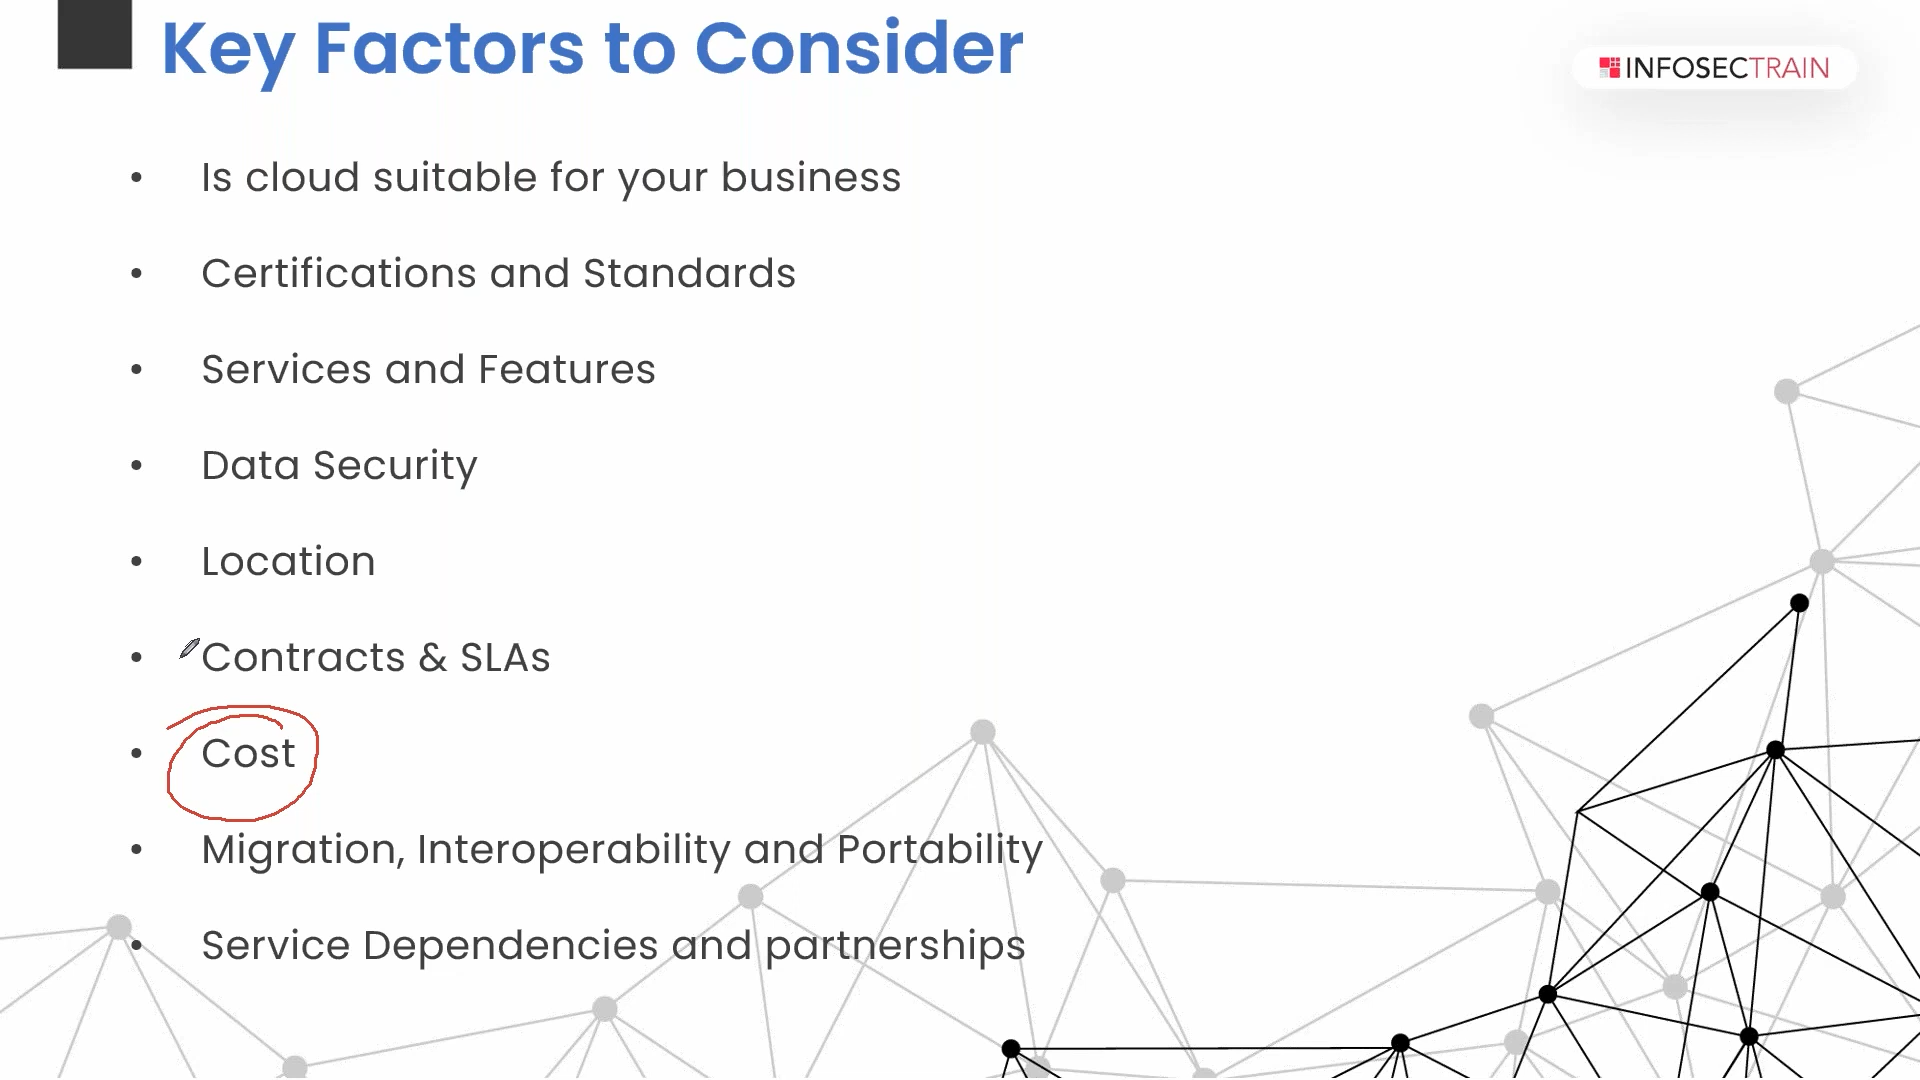 Key Factors to Consider
INFOSECTRAIN
• Is cloud suitable for your business
• Certifications and Standards
• Services and Features
• Data Security
• Location
• Contracts & SLAs
• Cost
• Migration, Interoperability and Portability
• Service Dependencies and partnerships